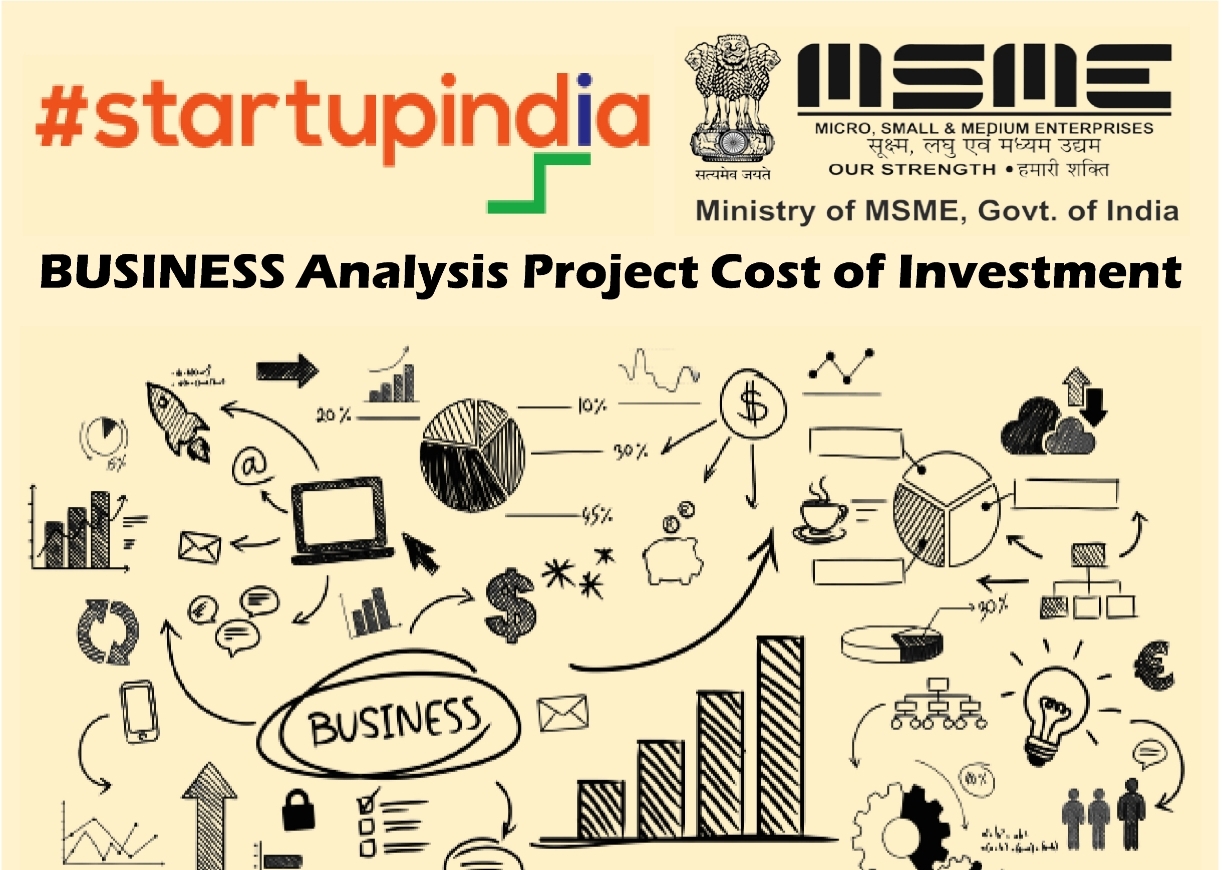 #startupindia
MSME
MICRO, SMALL & MEDIUM ENTERPRISES
सूक्ष्म, लघु एवं मध्यम उद्यम
OUR STRENGTH • हमारी शक्ति
सत्यमेव जयते
Ministry of MSME, Govt. of India
BUSINESS Analysis Project Cost of Investment
20%
10%
$
30%
@
45%
$
30%
€
BUSINESS